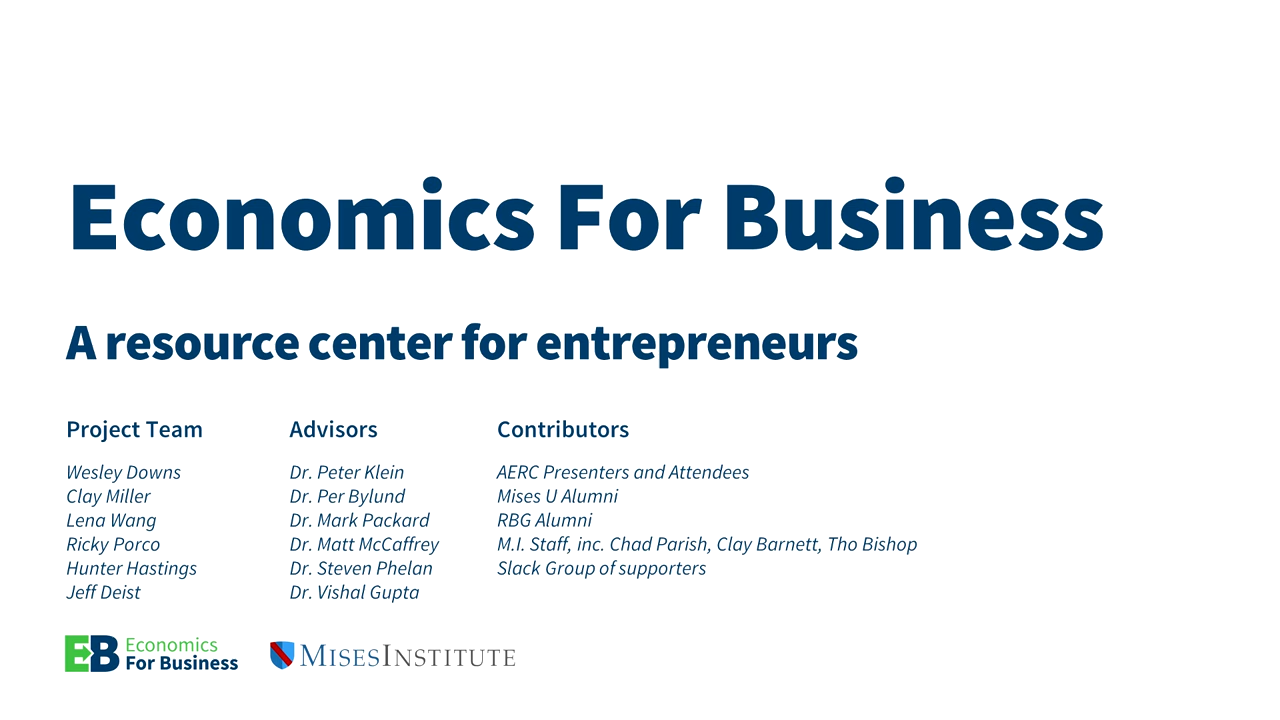 Economics For Business
A resource center for entrepreneurs
Project Team
Wesley Downs
Clay Miller
Lena Wang
Ricky Porco
Hunter Hastings
Jeff Deist
Advisors
Dr. Peter Klein
Dr. Per Bylund
Dr. Mark Packard
Dr. Matt McCaffrey
Dr. Steven Phelan
Dr. Vishal Gupta
Contributors
AERC Presenters and Attendees
Mises U Alumni
RBG Alumni
M.I. Staff, inc. Chad Parish, Clay Barnett, Tho Bishop
Slack Group of supporters
EB Economics
For Business
MISESINSTITUTE